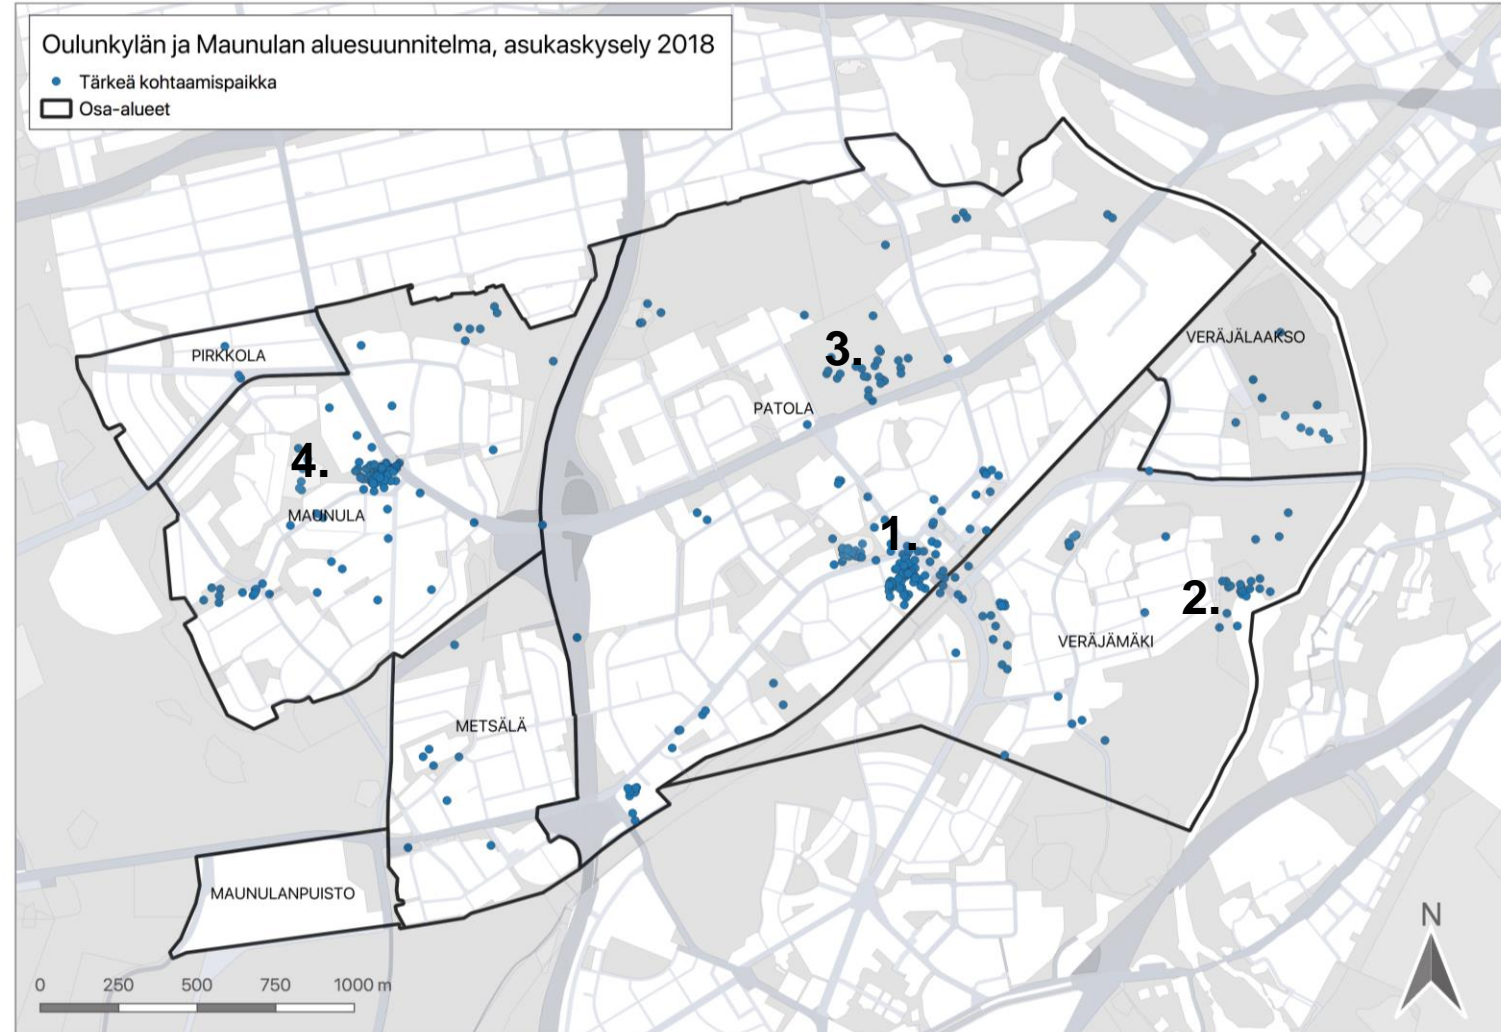 Oulunkylän ja Maunulan aluesuunnitelma, asukaskysely 2018
Tärkeä kohtaamispaikka
Osa-alueet
PIRKKOLA
VERÄJÄLAAKSO
3.
PATOLA
4.
MAUNULA
1.
2.
VERÄJÄMÄKI
METSÄLÄ
MAUNULANPUISTO
N
0 250 500 750 1000 m